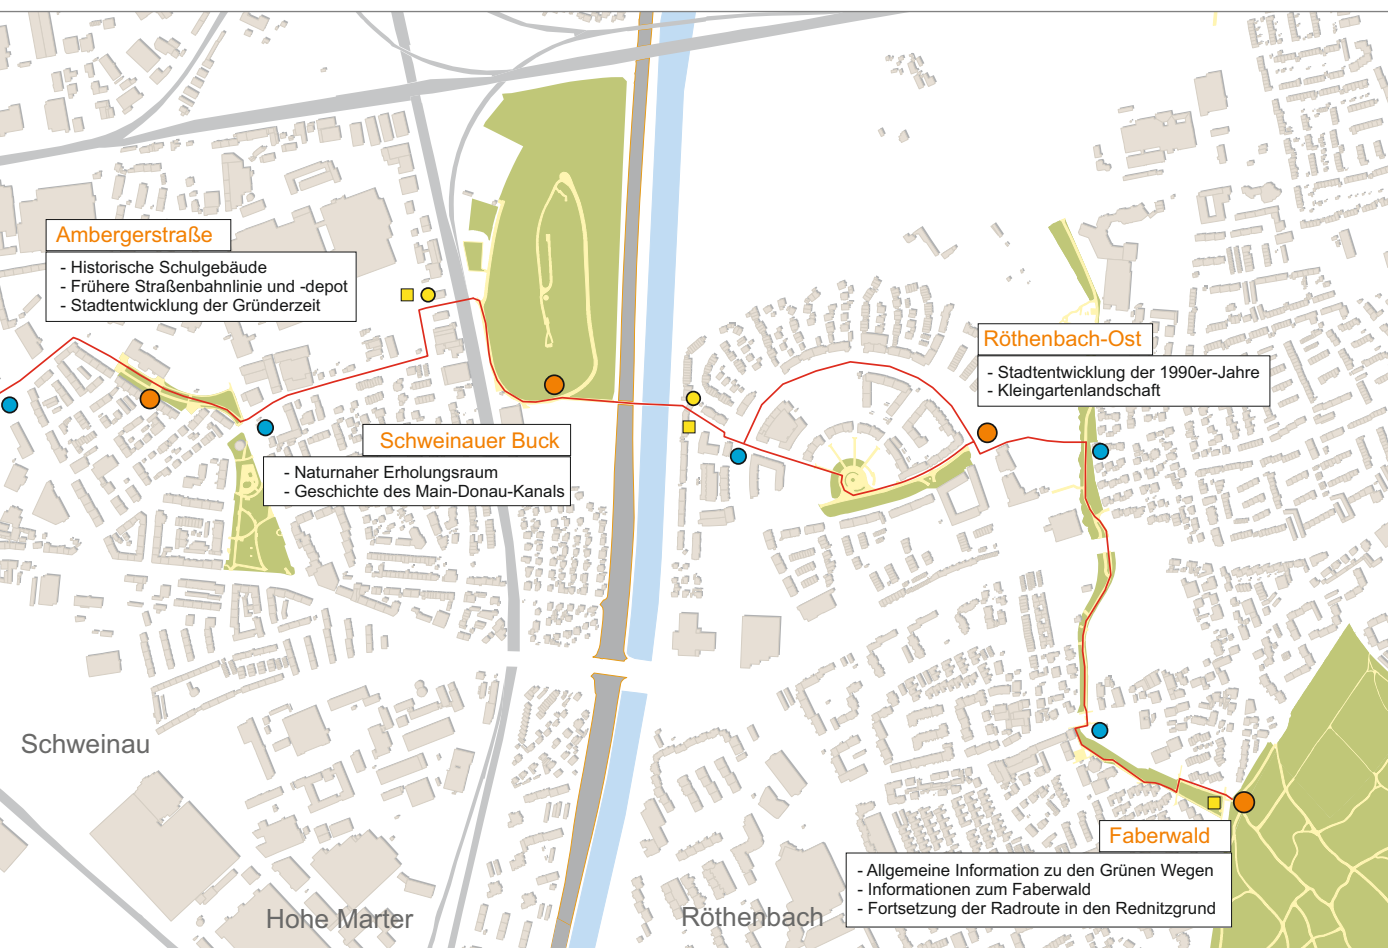 Ambergerstraße
- Historische Schulgebäude
- Frühere Straßenbahnlinie und -depot
- Stadtentwicklung der Gründerzeit
Röthenbach-Ost
- Stadtentwicklung der 1990er-Jahre
- Kleingartenlandschaft
Schweinauer Buck
- Naturnaher Erholungsraum
- Geschichte des Main-Donau-Kanals
Schweinau
Faberwald
- Allgemeine Information zu den Grünen Wegen
- Informationen zum Faberwald
- Fortsetzung der Radroute in den Rednitzgrund
Hohe Marter
Röthenbach